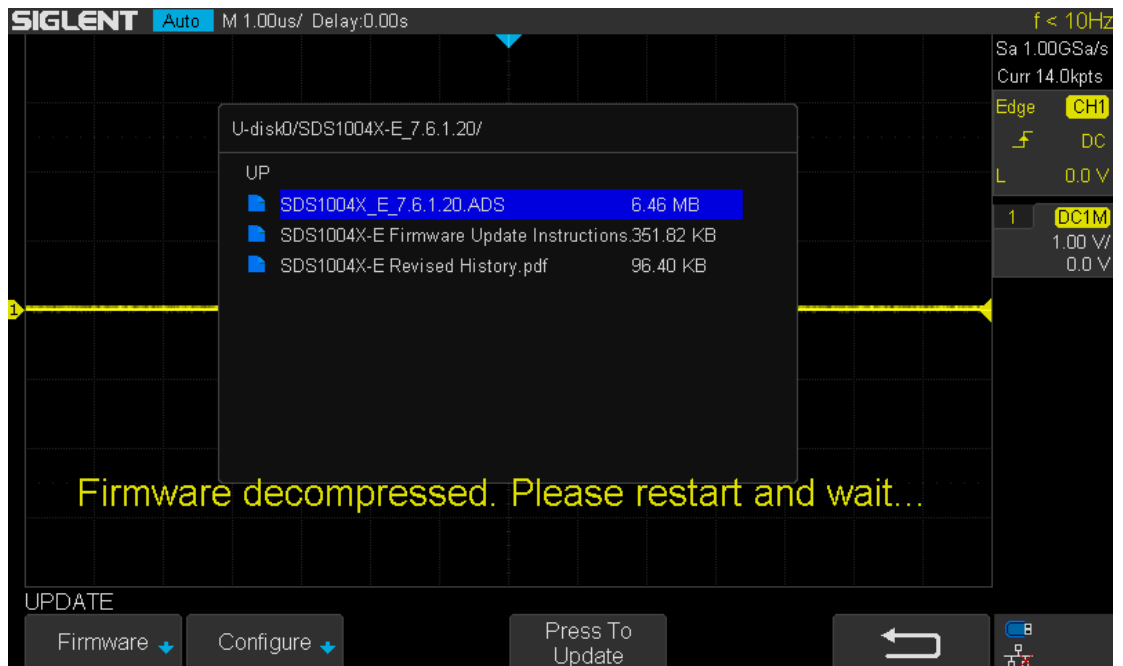 SIGLENT Auto M 1.00us/ Delay:0.00s f < 10Hz
Sa 1.00GSa/s
Curr 14.0kpts
Edge CH1
DC
L 0.0 V
1 DC1M
1.00 V/
0.0 V
U-disk0/SDS1004X-E_7.6.1.20/
UP
SDS1004X_E_7.6.1.20.ADS 6.46 MB
SDS1004X-E Firmware Update Instructions.351.82 KB
SDS1004X-E Revised History.pdf 96.40 KB
1
Firmware decompressed. Please restart and wait...
UPDATE
Firmware Configure Press To
Update